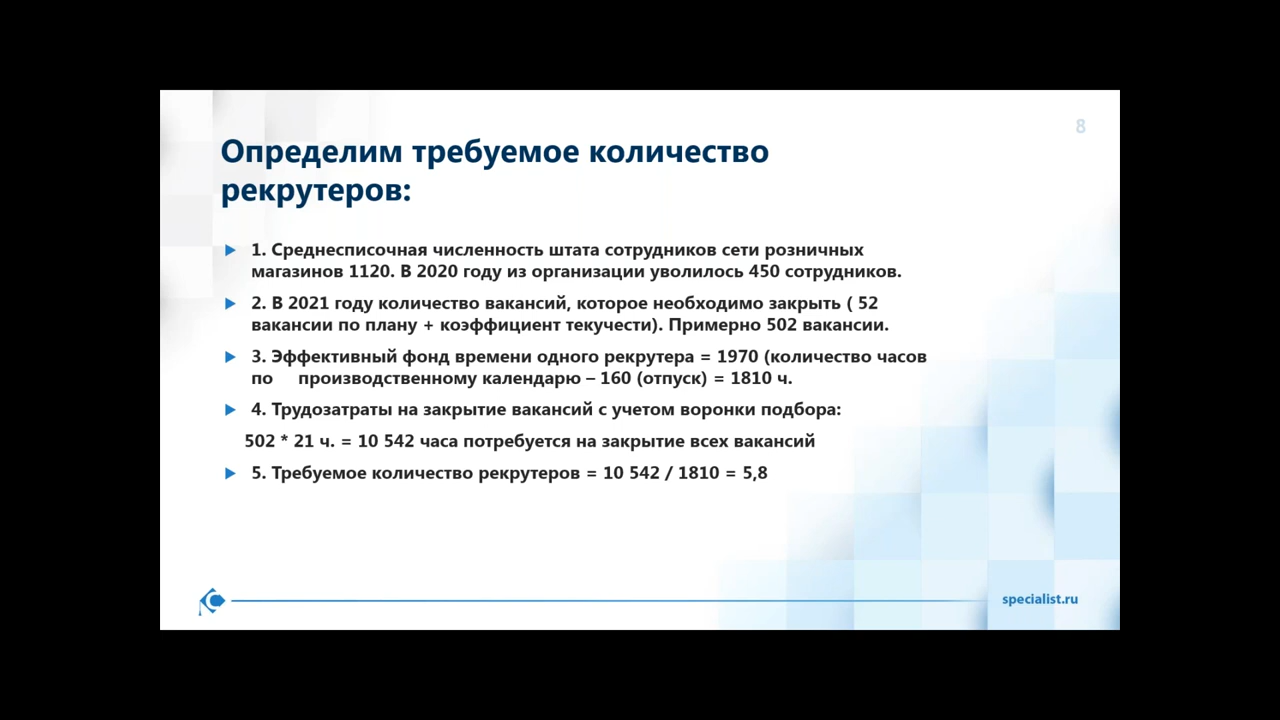 8
Определим требуемое количество
рекрутеров:
1. Среднесписочная численность штата сотрудников сети розничных
магазинов 1120. В 2020 году из организации уволилось 450 сотрудников.
2. В 2021 году количество вакансий, которое необходимо закрыть ( 52
вакансии по плану + коэффициент текучести). Примерно 502 вакансии.
3. Эффективный фонд времени одного рекрутера = 1970 (количество часов
по производственному календарю – 160 (отпуск) = 1810 ч.
4. Трудозатраты на закрытие вакансий с учетом воронки подбора:
502 * 21 ч. = 10 542 часа потребуется на закрытие всех вакансий
5. Требуемое количество рекрутеров = 10 542 / 1810 = 5,8
specialist.ru